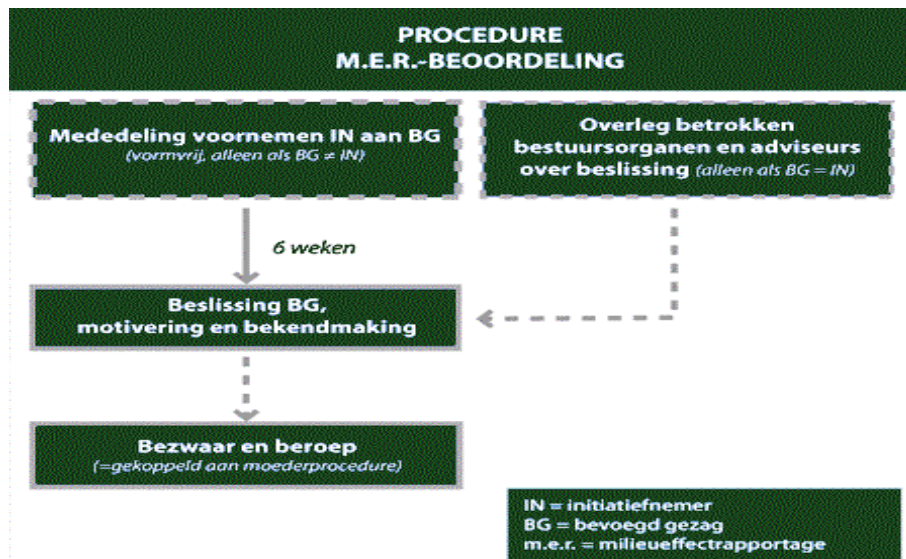 PROCEDURE
M.E.R.-BEOORDELING
Mededeling voornemen IN aan BG
(vormvrij, alleen als BG ≠ IN)
Overleg betrokken
bestuursorganen en adviseurs
over beslissing (alleen als BG = IN)
6 weken
Beslissing BG,
motivering en bekendmaking
Bezwaar en beroep
(=gekoppeld aan moederprocedure)
IN = initiatiefnemer
BG = bevoegd gezag
m.e.r. = milieueffectrapportage